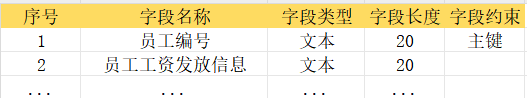 序号 字段名称 字段类型 字段长度 字段约束
1 员工编号 文本 20 主键
2 员工工资发放信息 文本 20
... ... ... ... ...